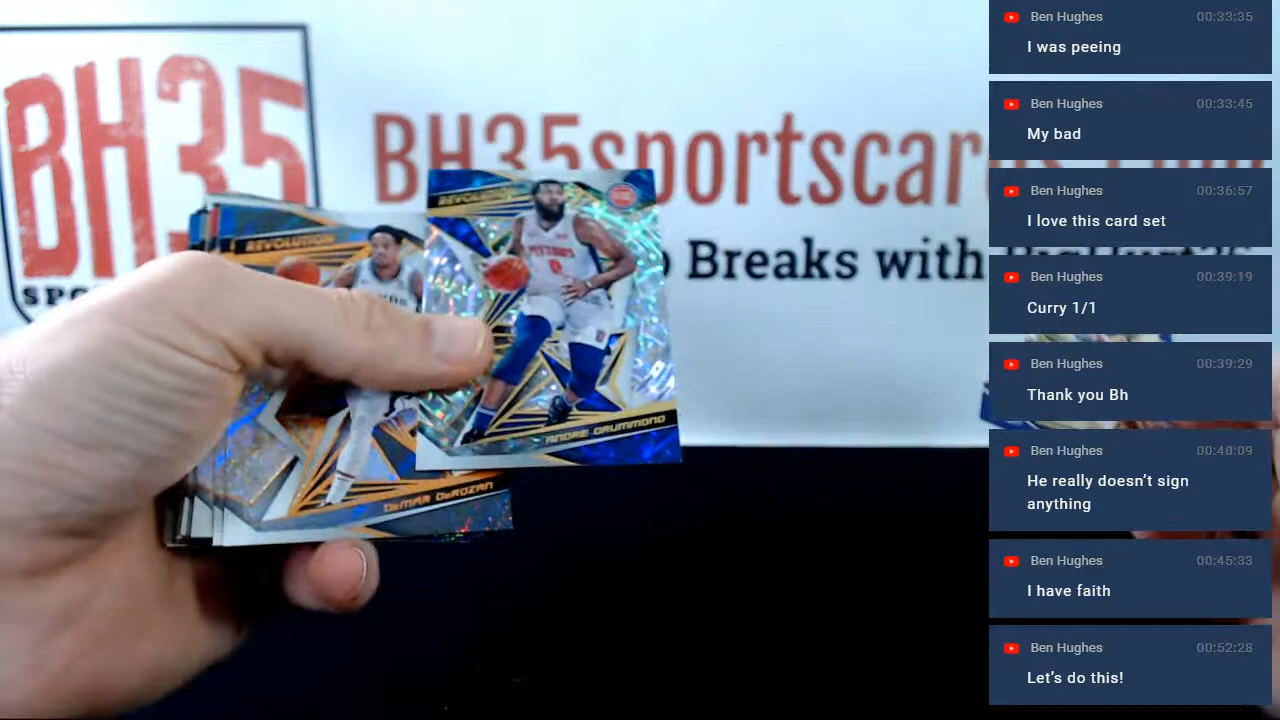 BH35
BH35sportscar
Breaks with
REVOLUTION
PISTONS
0
ANDRE DRUMMOND
REVOLUTION
DeMAR DeROZAN
Ben Hughes 00:33:35
I was peeing
Ben Hughes 00:33:45
My bad
Ben Hughes 00:36:57
I love this card set
Ben Hughes 00:39:19
Curry 1/1
Ben Hughes 00:39:29
Thank you Bh
Ben Hughes 00:40:09
He really doesn't sign
anything
Ben Hughes 00:45:33
I have faith
Ben Hughes 00:52:28
Let's do this!